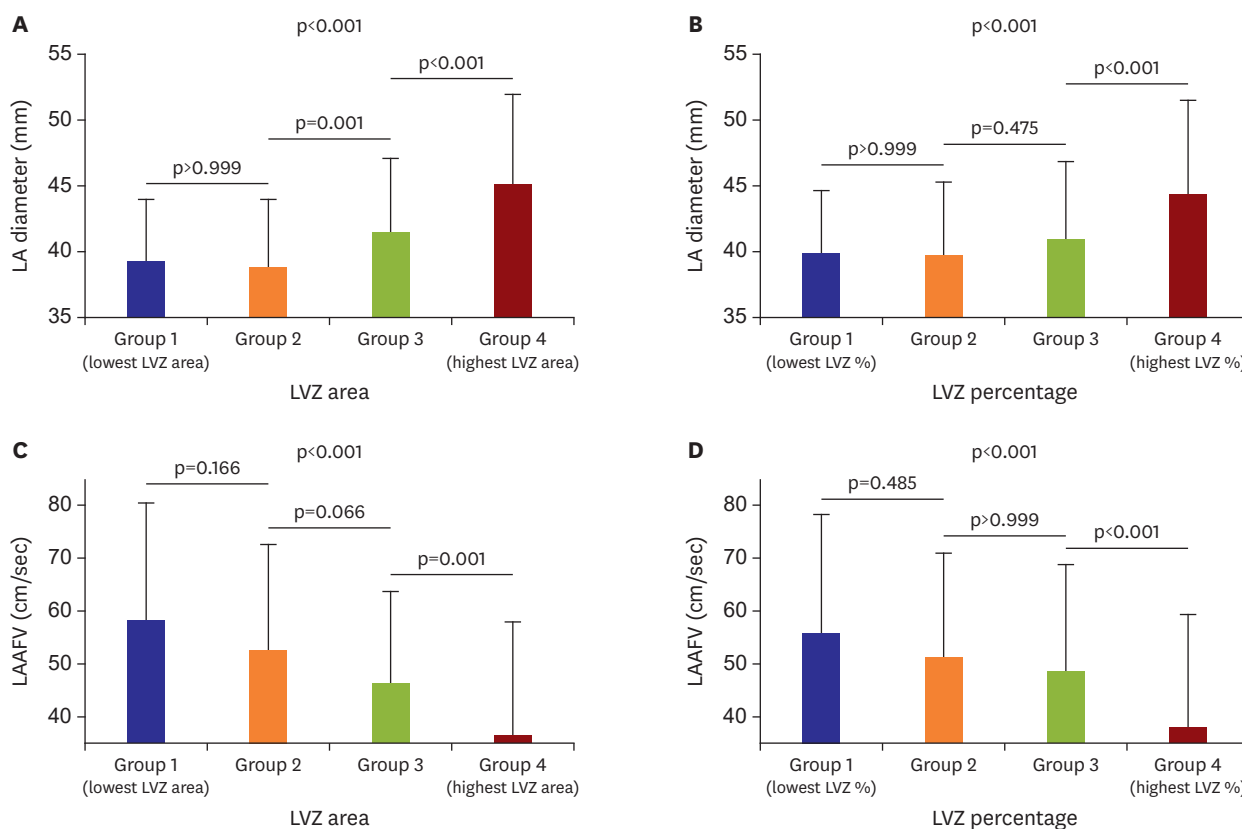 A
p<0.001
LA diameter (mm)
55
50
45
40
35
p>0.999
p=0.001
p<0.001
Group 1
(lowest LVZ area)
Group 2
Group 3
Group 4
(highest LVZ area)
LVZ area
B
p<0.001
LA diameter (mm)
55
50
45
40
35
p>0.999
p=0.475
p<0.001
Group 1
(lowest LVZ %)
Group 2
Group 3
Group 4
(highest LVZ %)
LVZ percentage
C
p<0.001
LAAFV (cm/sec)
80
70
60
50
40
p=0.166
p=0.066
p=0.001
Group 1
(lowest LVZ area)
Group 2
Group 3
Group 4
(highest LVZ area)
LVZ area
D
p<0.001
LAAFV (cm/sec)
80
70
60
50
40
p=0.485
p>0.999
p<0.001
Group 1
(lowest LVZ %)
Group 2
Group 3
Group 4
(highest LVZ %)
LVZ percentage